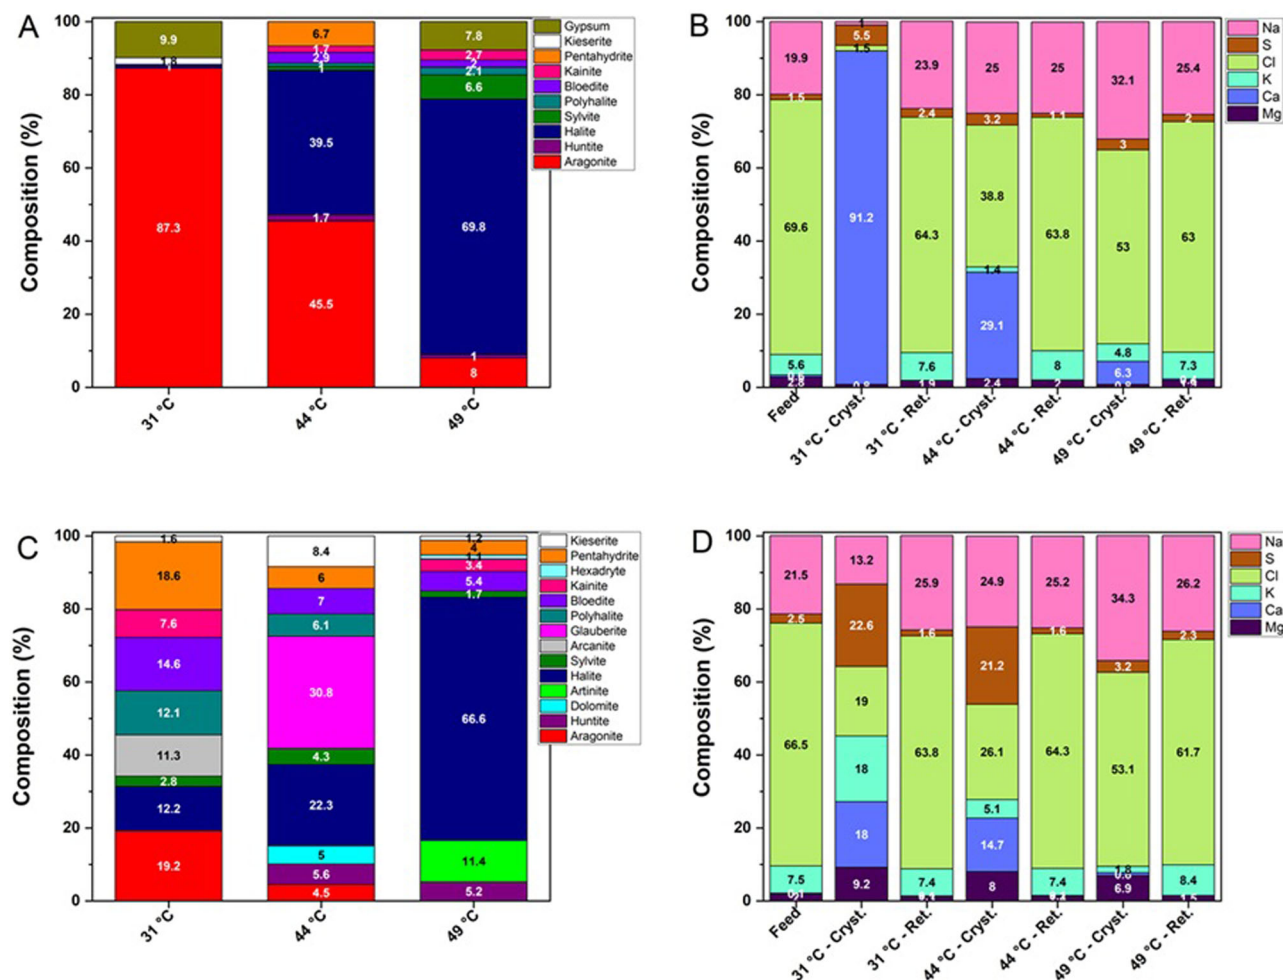 A
Composition (%)
100
80
60
40
20
0
9.9
1.8
1
87.3
6.7
1.7
2.9
1
39.5
1.7
45.5
7.8
2.7
2
2.1
6.6
69.8
1
8
Gypsum
Kieserite
Pentahydrite
Kainite
Bloedite
Polyhalite
Sylvite
Halite
Huntite
Aragonite
31 °C
44 °C
49 °C
B
Composition (%)
100
80
60
40
20
0
19.9
1.5
69.6
5.6
0.6
2.8
1
5.5
1.5
91.2
0.8
23.9
2.4
64.3
7.6
1.9
25
3.2
38.8
1.4
29.1
2.4
25
1.1
63.8
8
2
32.1
3
53
4.8
6.3
0.8
25.4
2
63
7.3
Na
S
Cl
K
Ca
Mg
Feed
31 °C - Cryst.
31 °C - Ret.
44 °C - Cryst.
44 °C - Ret.
49 °C - Cryst.
49 °C - Ret.
C
Composition (%)
100
80
60
40
20
0
1.6
18.6
7.6
14.6
12.1
11.3
2.8
12.2
19.2
8.4
6
7
6.1
30.8
4.3
22.3
5
5.6
4.5
1.2
4
1.1
3.4
5.4
1.7
66.6
11.4
5.2
Kieserite
Pentahydrite
Hexadryte
Kainite
Bloedite
Polyhalite
Glauberite
Arcanite
Sylvite
Halite
Artinite
Dolomite
Huntite
Aragonite
31 °C
44 °C
49 °C
D
Composition (%)
100
80
60
40
20
0
21.5
2.5
66.5
7.5
13.2
22.6
19
18
18
9.2
25.9
1.6
63.8
7.4
24.9
21.2
26.1
5.1
14.7
8
25.2
1.6
64.3
7.4
34.3
3.2
53.1
1.8
6.9
26.2
2.3
61.7
8.4
Na
S
Cl
K
Ca
Mg
Feed
31 °C - Cryst.
31 °C - Ret.
44 °C - Cryst.
44 °C - Ret.
49 °C - Cryst.
49 °C - Ret.